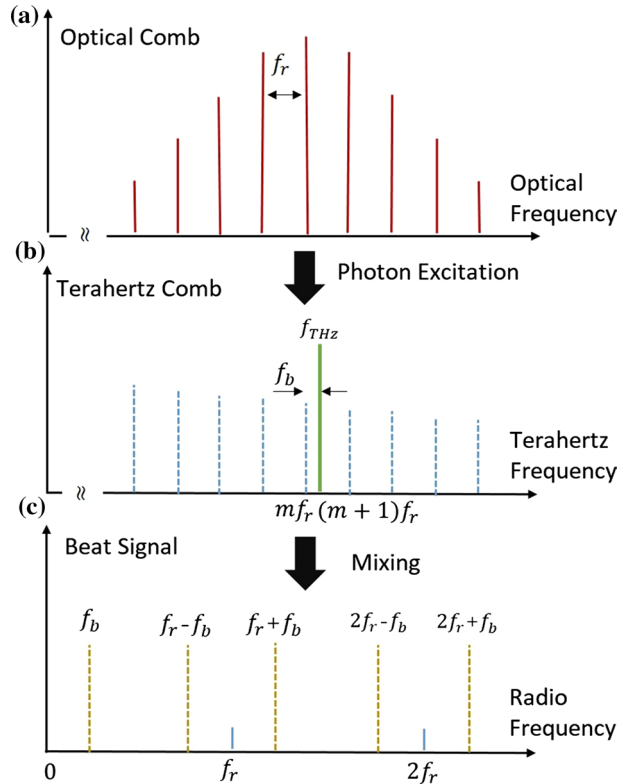 (a)
Optical Comb
f_r
Optical
Frequency
≈
(b)
Photon Excitation
Terahertz Comb
f_THz
f_b
Terahertz
Frequency
≈
mf_r (m + 1)f_r
(c)
Beat Signal
Mixing
f_b
f_r - f_b
f_r + f_b
2f_r - f_b
2f_r + f_b
Radio
Frequency
0
f_r
2f_r